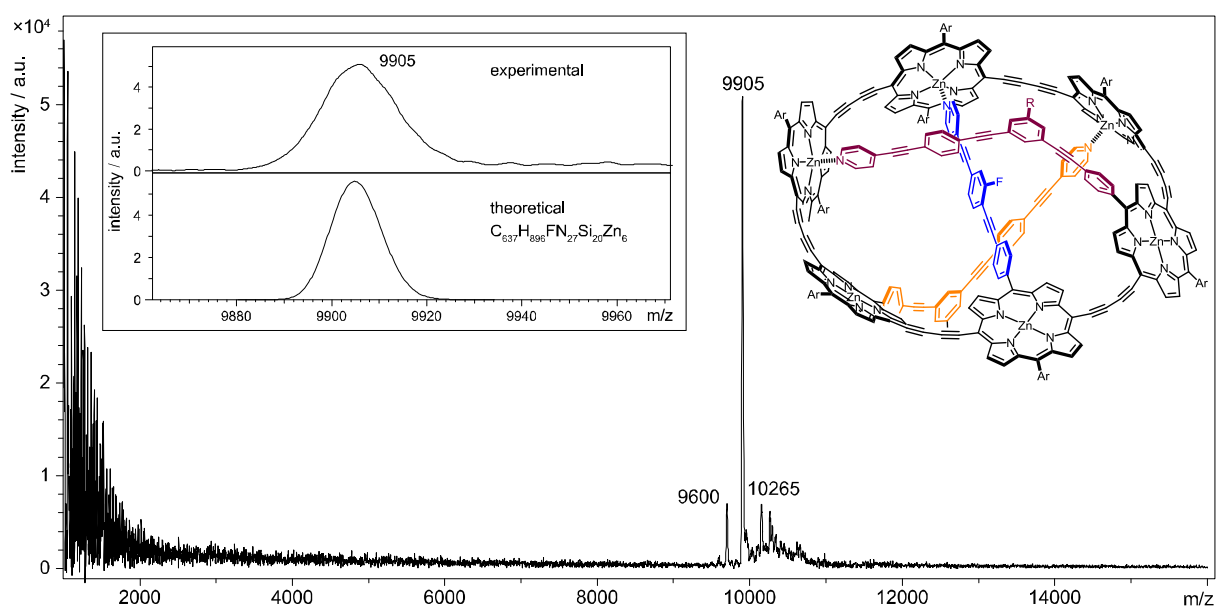 ×10⁴
intensity / a.u.
5
4
3
2
1
0
2000
4000
6000
8000
10000
12000
14000
m/z
9600
9905
10265
intensity / a.u.
4
2
0
4
2
0
9905
experimental
theoretical
C₆₃₇H₈₉₆FN₂₇Si₂₀Zn₆
9880
9900
9920
9940
9960
m/z
Ar
N
N
N
N
Zn
Ar
N
Ar
Ar
N
N
N
N
Zn
N
Ar
N
N
N
N
Zn
N
Ar
R
F
N
N
N
N
Zn
Ar
N
N
N
N
Zn
Ar
Ar
Zn